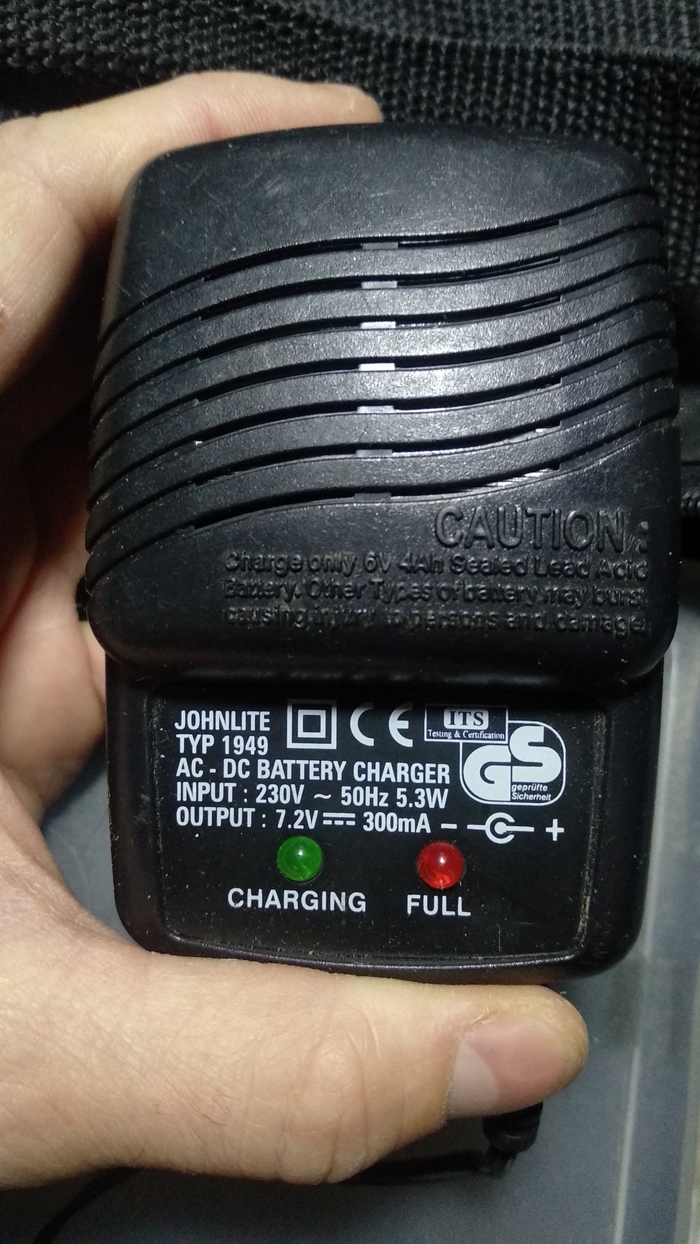 CAUTION :
Charge only 6V 4Ah Sealed Lead Acid
Battery. Other Types of battery may burst
causing injury to persons and damage.
JOHNLITE
TYP 1949
CE
ITS
Testing & Certification
GS
geprüfte
Sicherheit
AC - DC BATTERY CHARGER
INPUT : 230V ~ 50Hz 5.3W
OUTPUT : 7.2V ⎓ 300mA - +
CHARGING FULL